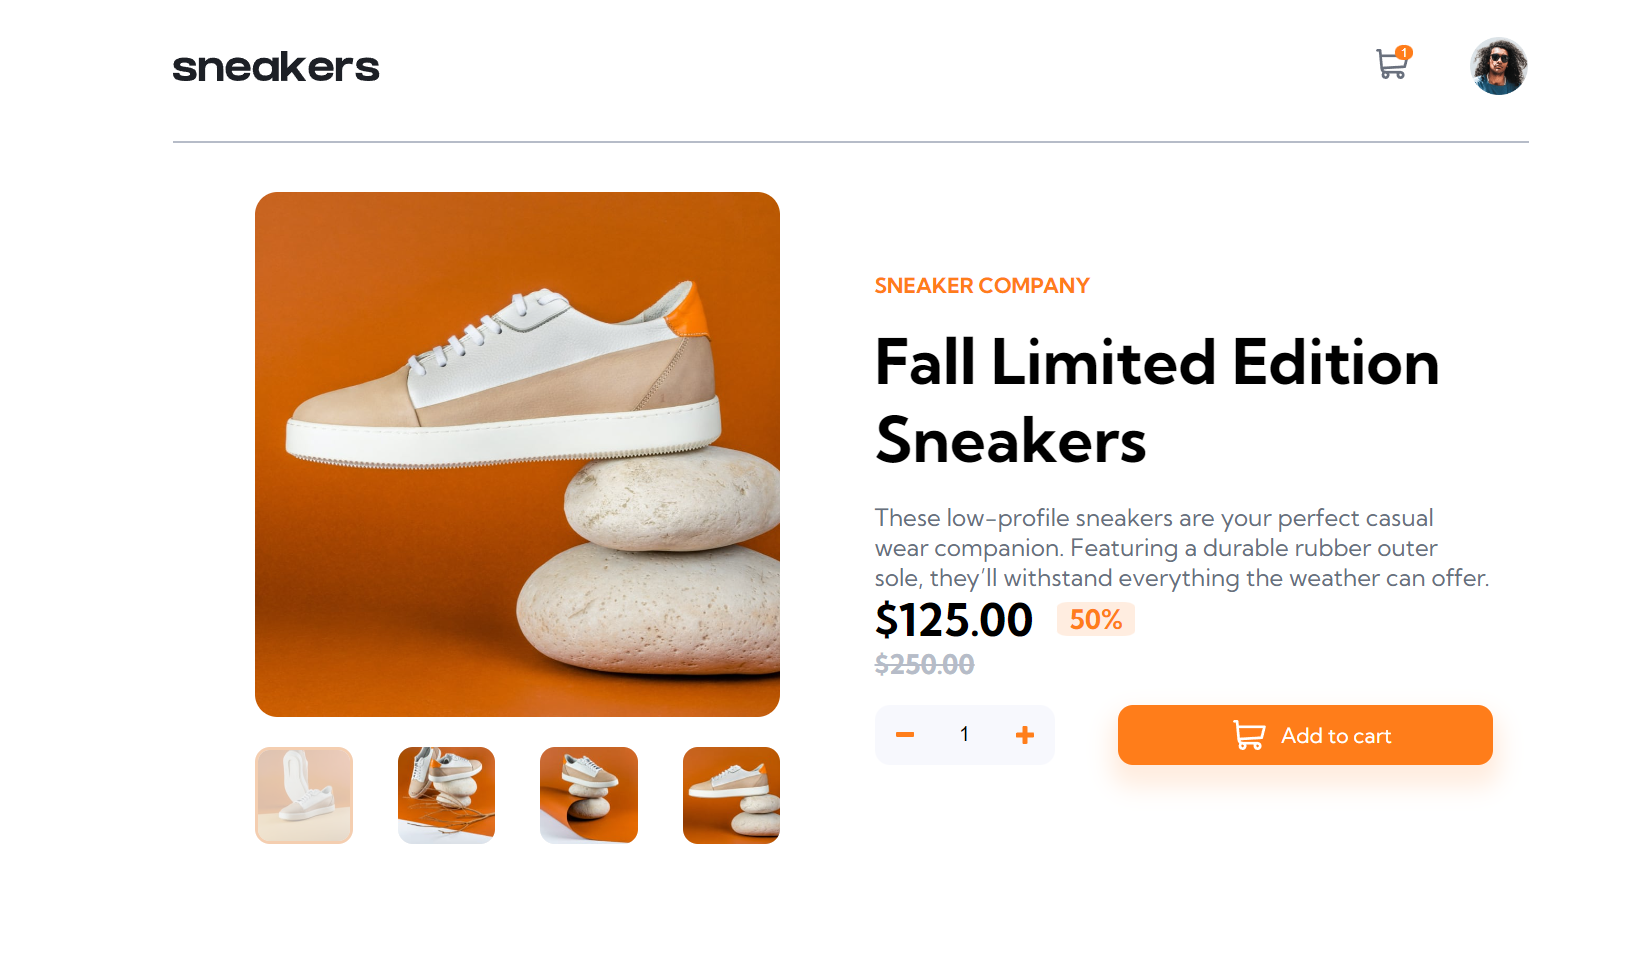 sneakers
1
SNEAKER COMPANY
Fall Limited Edition
Sneakers
These low-profile sneakers are your perfect casual
wear companion. Featuring a durable rubber outer
sole, they’ll withstand everything the weather can offer.
$125.00 50%
$250.00
1
Add to cart